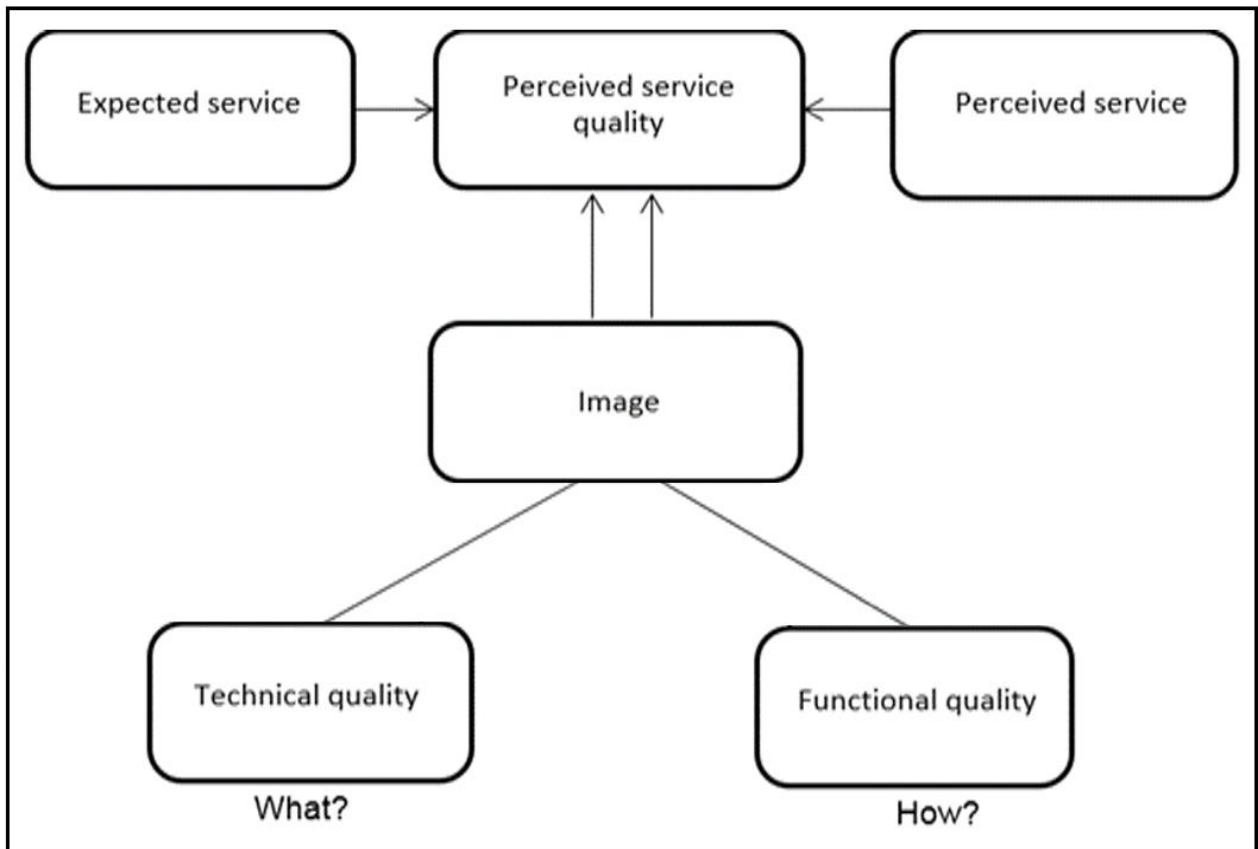 Expected service
Perceived service
quality
Perceived service
Image
Technical quality
Functional quality
What?
How?